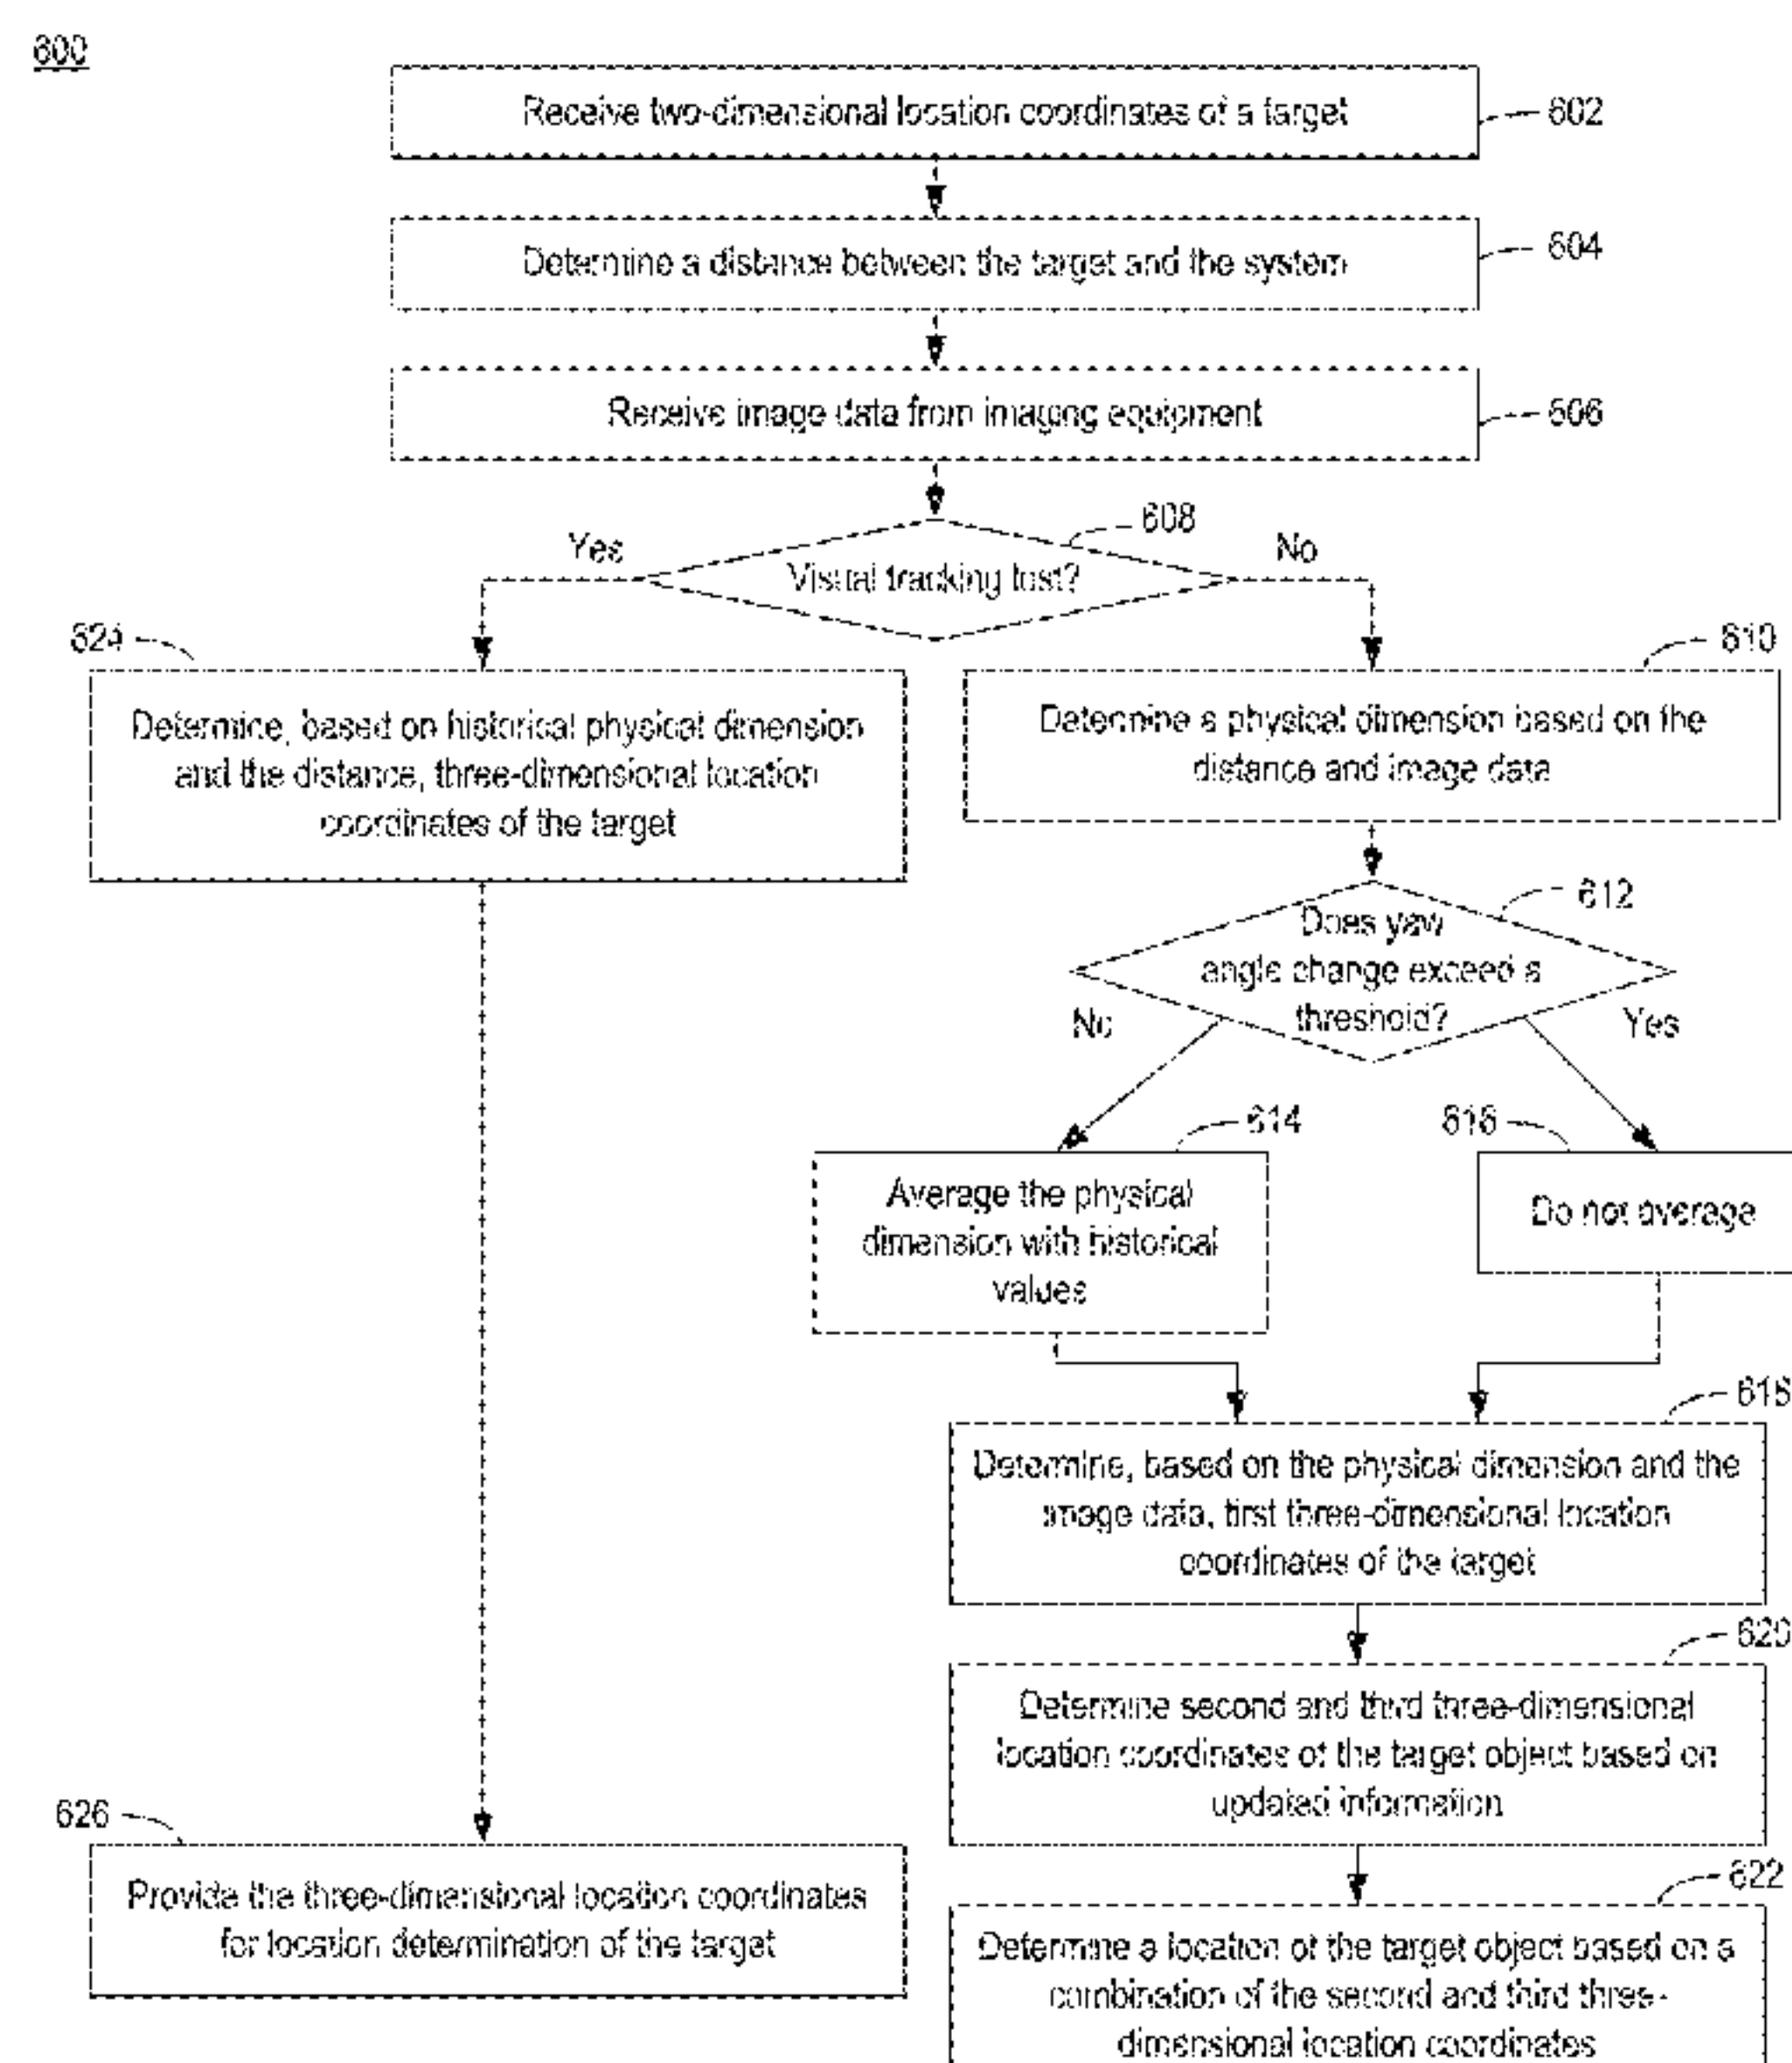 600
Receive two-dimensional location coordinates of a target
602
Determine a distance between the target and the system
604
Receive image data from imaging equipment
606
608
Yes
Visual tracking lost?
No
624
Determine, based on historical physical dimension
and the distance, three-dimensional location
coordinates of the target
610
Determine a physical dimension based on the
distance and image data
612
Does yaw
angle change exceed a
threshold?
No
Yes
614
Average the physical
dimension with historical
values
616
Do not average
618
Determine, based on the physical dimension and the
image data, first three-dimensional location
coordinates of the target
620
Determine second and third three-dimensional
location coordinates of the target object based on
updated information
626
Provide the three-dimensional location coordinates
for location determination of the target
622
Determine a location of the target object based on a
combination of the second and third three-
dimensional location coordinates